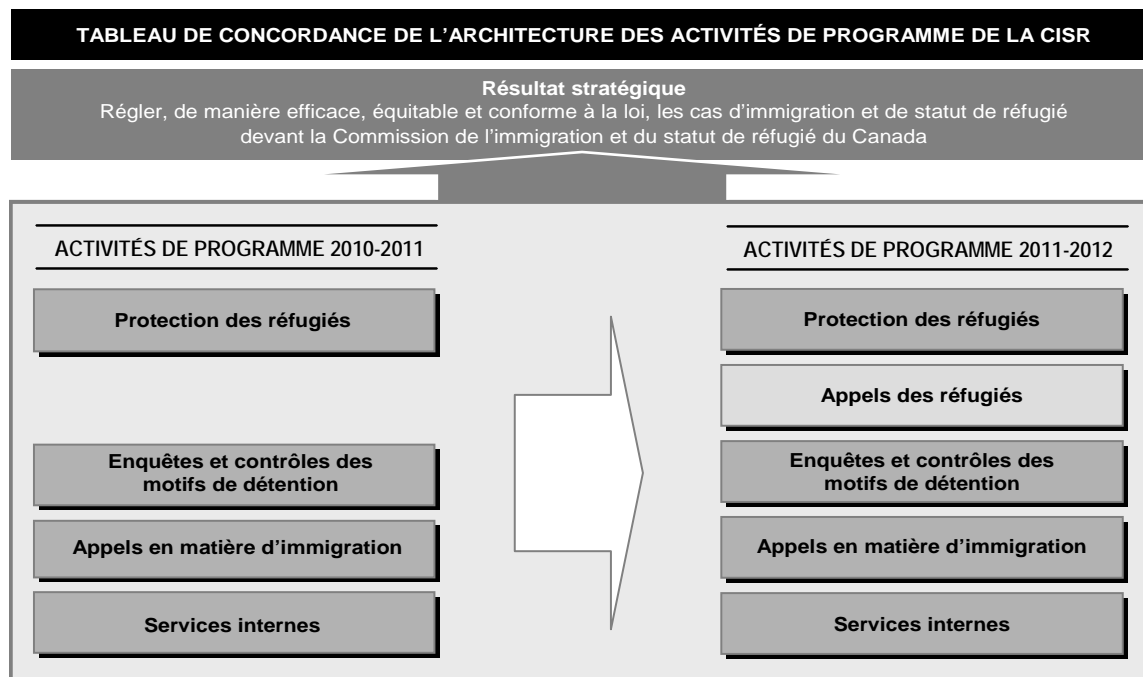 TABLEAU DE CONCORDANCE DE L’ARCHITECTURE DES ACTIVITÉS DE PROGRAMME DE LA CISR
Résultat stratégique
Régler, de manière efficace, équitable et conforme à la loi, les cas d’immigration et de statut de réfugié
devant la Commission de l’immigration et du statut de réfugié du Canada
ACTIVITÉS DE PROGRAMME 2010-2011
Protection des réfugiés
Enquêtes et contrôles des
motifs de détention
Appels en matière d’immigration
Services internes
ACTIVITÉS DE PROGRAMME 2011-2012
Protection des réfugiés
Appels des réfugiés
Enquêtes et contrôles des
motifs de détention
Appels en matière d’immigration
Services internes